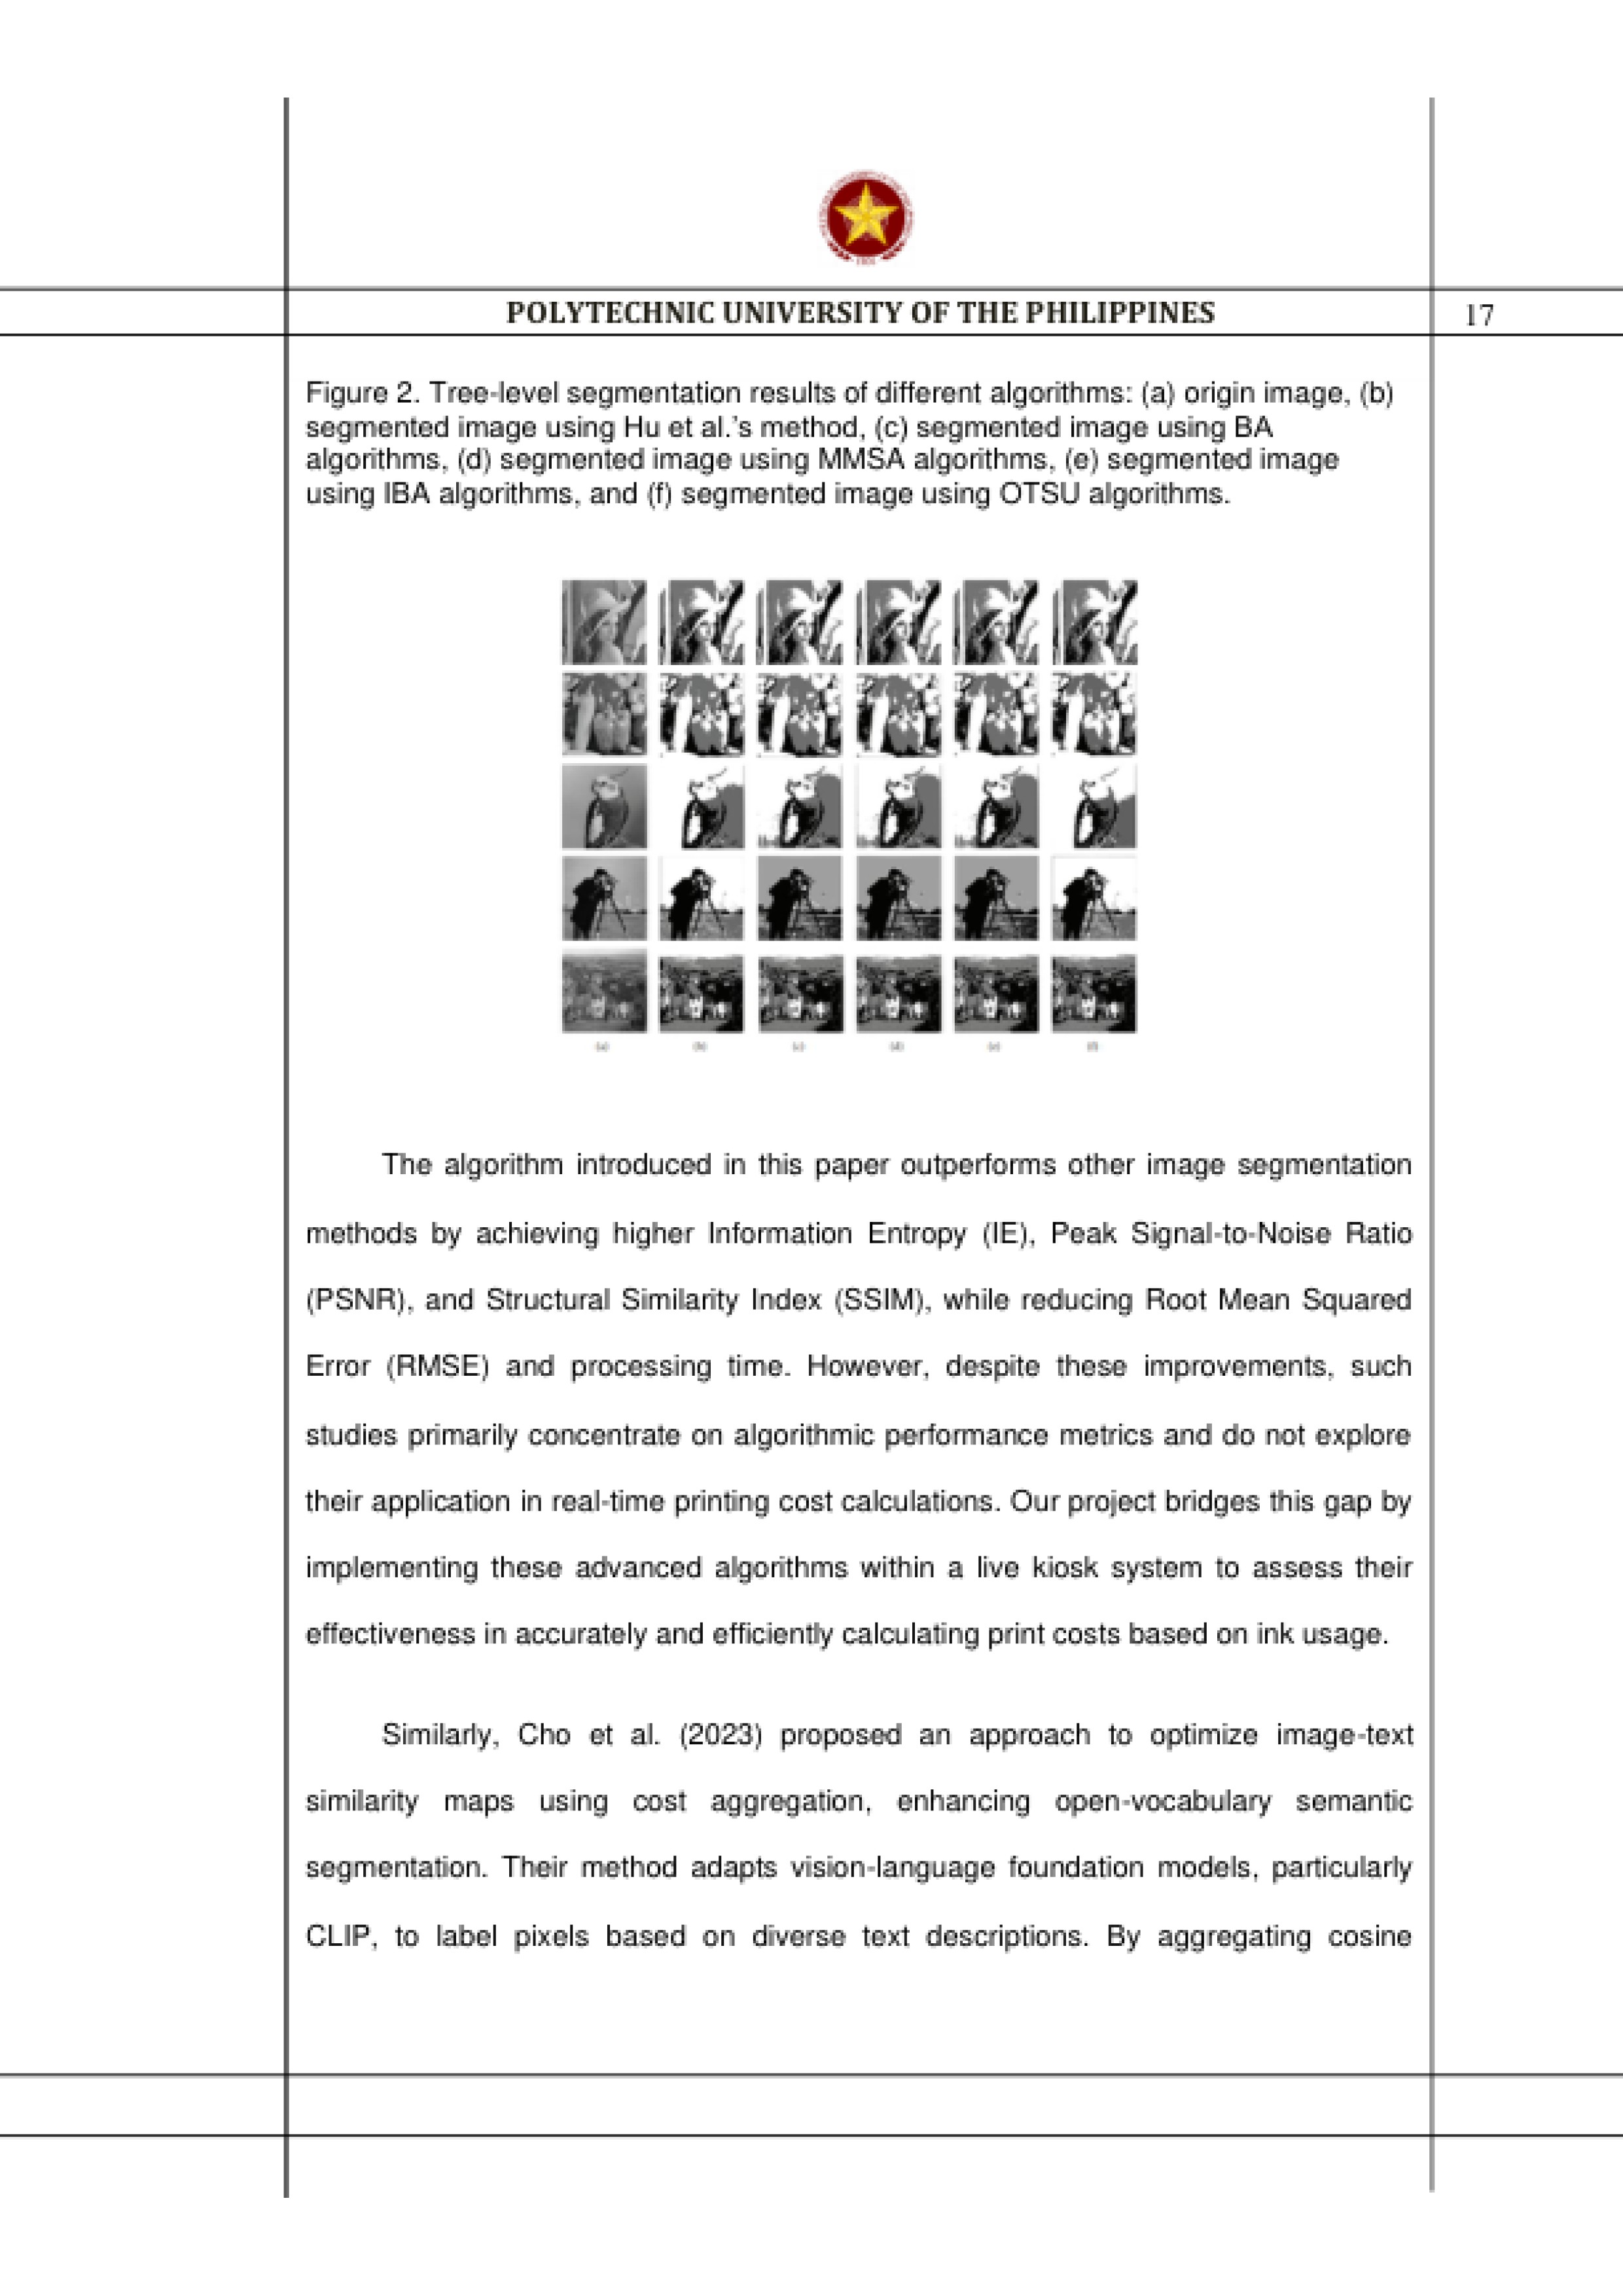 POLYTECHNIC UNIVERSITY OF THE PHILIPPINES
17
Figure 2. Tree-level segmentation results of different algorithms: (a) origin image, (b)
segmented image using Hu et al.'s method, (c) segmented image using BA
algorithms, (d) segmented image using MMSA algorithms, (e) segmented image
using IBA algorithms, and (f) segmented image using OTSU algorithms.
(a) (b) (c) (d) (e) (f)
The algorithm introduced in this paper outperforms other image segmentation
methods by achieving higher Information Entropy (IE), Peak Signal-to-Noise Ratio
(PSNR), and Structural Similarity Index (SSIM), while reducing Root Mean Squared
Error (RMSE) and processing time. However, despite these improvements, such
studies primarily concentrate on algorithmic performance metrics and do not explore
their application in real-time printing cost calculations. Our project bridges this gap by
implementing these advanced algorithms within a live kiosk system to assess their
effectiveness in accurately and efficiently calculating print costs based on ink usage.
Similarly, Cho et al. (2023) proposed an approach to optimize image-text
similarity maps using cost aggregation, enhancing open-vocabulary semantic
segmentation. Their method adapts vision-language foundation models, particularly
CLIP, to label pixels based on diverse text descriptions. By aggregating cosine